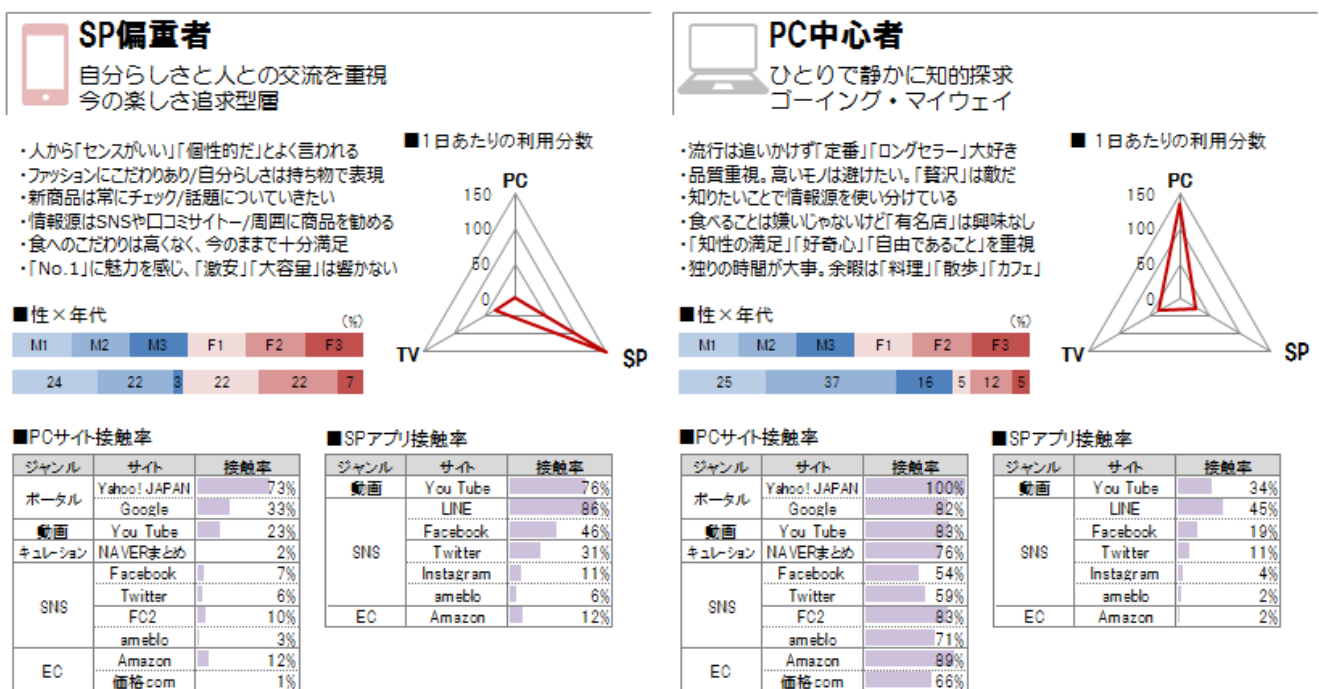 SP偏重者
自分らしさと人との交流を重視
今の楽しさ追求型層
・人から「センスがいい」「個性的だ」とよく言われる
・ファッションにこだわりあり/自分らしさは持ち物で表現
・新商品は常にチェック/話題についていきたい
・情報源はSNSや口コミサイトー/周囲に商品を勧める
・食へのこだわりは高くなく、今のままで十分満足
・「No.1」に魅力を感じ、「激安」「大容量」は響かない
■1日あたりの利用分数
PC
150
100
50
0
TV
SP
■性×年代
(%)
M1 M2 M3 F1 F2 F3
24 22 3 22 22 7
■PCサイト接触率
ジャンル サイト 接触率
ポータル Yahoo! JAPAN 73%
Google 33%
動画 You Tube 23%
キュレーション NAVERまとめ 2%
SNS Facebook 7%
Twitter 6%
FC2 10%
ameblo 3%
EC Amazon 12%
価格com 1%
■SPアプリ接触率
ジャンル サイト 接触率
動画 You Tube 76%
SNS LINE 86%
Facebook 46%
Twitter 31%
Instagram 11%
ameblo 6%
EC Amazon 12%
PC中心者
ひとりで静かに知的探求
ゴーイング・マイウェイ
・流行は追いかけず「定番」「ロングセラー」大好き
・品質重視。高いモノは避けたい。「贅沢」は敵だ
・知りたいことで情報源を使い分けている
・食べることは嫌いじゃないけど「有名店」は興味なし
・「知性の満足」「好奇心」「自由であること」を重視
・独りの時間が大事。余暇は「料理」「散歩」「カフェ」
■ 1日あたりの利用分数
PC
150
100
50
0
TV
SP
■性×年代
(%)
M1 M2 M3 F1 F2 F3
25 37 16 5 12 5
■PCサイト接触率
ジャンル サイト 接触率
ポータル Yahoo! JAPAN 100%
Google 82%
動画 You Tube 83%
キュレーション NAVERまとめ 76%
SNS Facebook 54%
Twitter 59%
FC2 83%
ameblo 71%
EC Amazon 89%
価格com 66%
■SPアプリ接触率
ジャンル サイト 接触率
動画 You Tube 34%
SNS LINE 45%
Facebook 19%
Twitter 11%
Instagram 4%
ameblo 2%
EC Amazon 2%